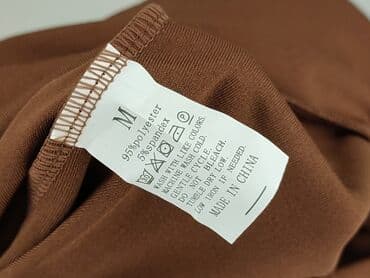 M
95%polyester
5%spandex
WASH WITH LIKE COLORS.
MACHINE WASH COLD.
GENTLE CYCLE.
DO NOT BLEACH.
TUMBLE DRY LOW.
LOW IRON IF NEEDED.
MADE IN CHINA